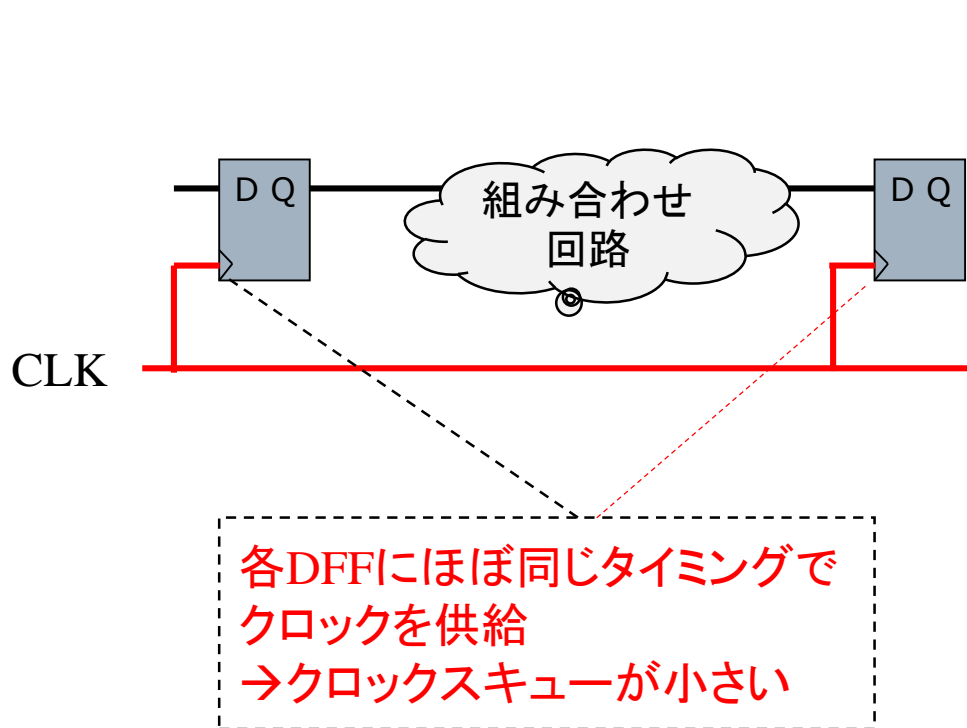 D Q
組み合わせ
回路
D Q
CLK
各DFFにほぼ同じタイミングで
クロックを供給
→クロックスキューが小さい